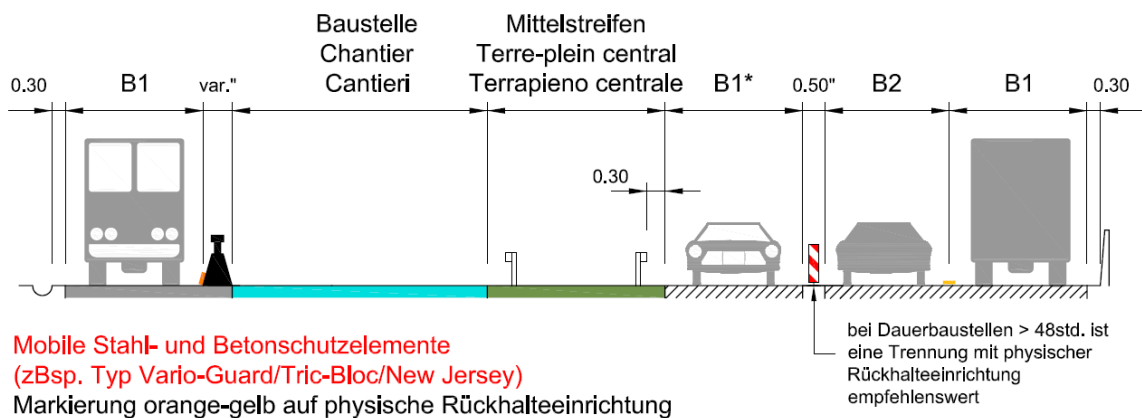 Baustelle
Chantier
Cantieri
Mittelstreifen
Terre-plein central
Terrapieno centrale
0.30 B1 var." B1* 0.50" B2 B1 0.30
0.30
Mobile Stahl- und Betonschutzelemente
(zBsp. Typ Vario-Guard/Tric-Bloc/New Jersey)
Markierung orange-gelb auf physische Rückhalteeinrichtung
bei Dauerbaustellen > 48std. ist
eine Trennung mit physischer
Rückhalteeinrichtung
empfehlenswert